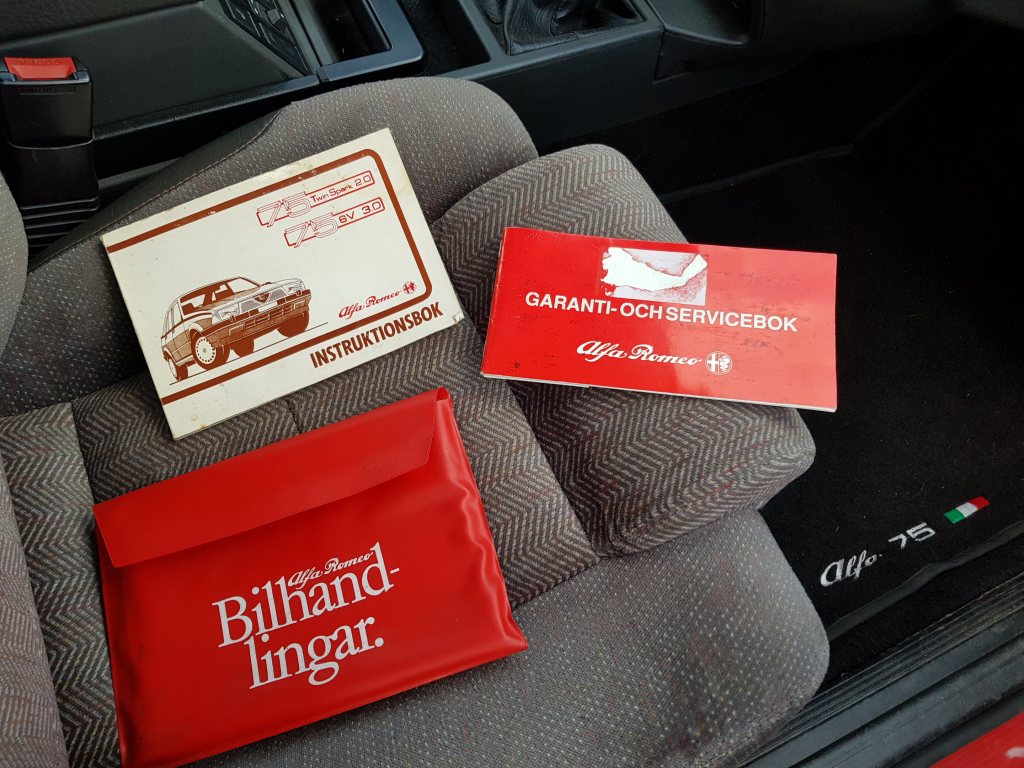 75 Twin Spark 2.0
75 6V 3.0
Alfa Romeo
INSTRUKTIONSBOK
GARANTI- OCH SERVICEBOK
Alfa Romeo
Alfa Romeo
Bilhand-
lingar.
Alfa 75